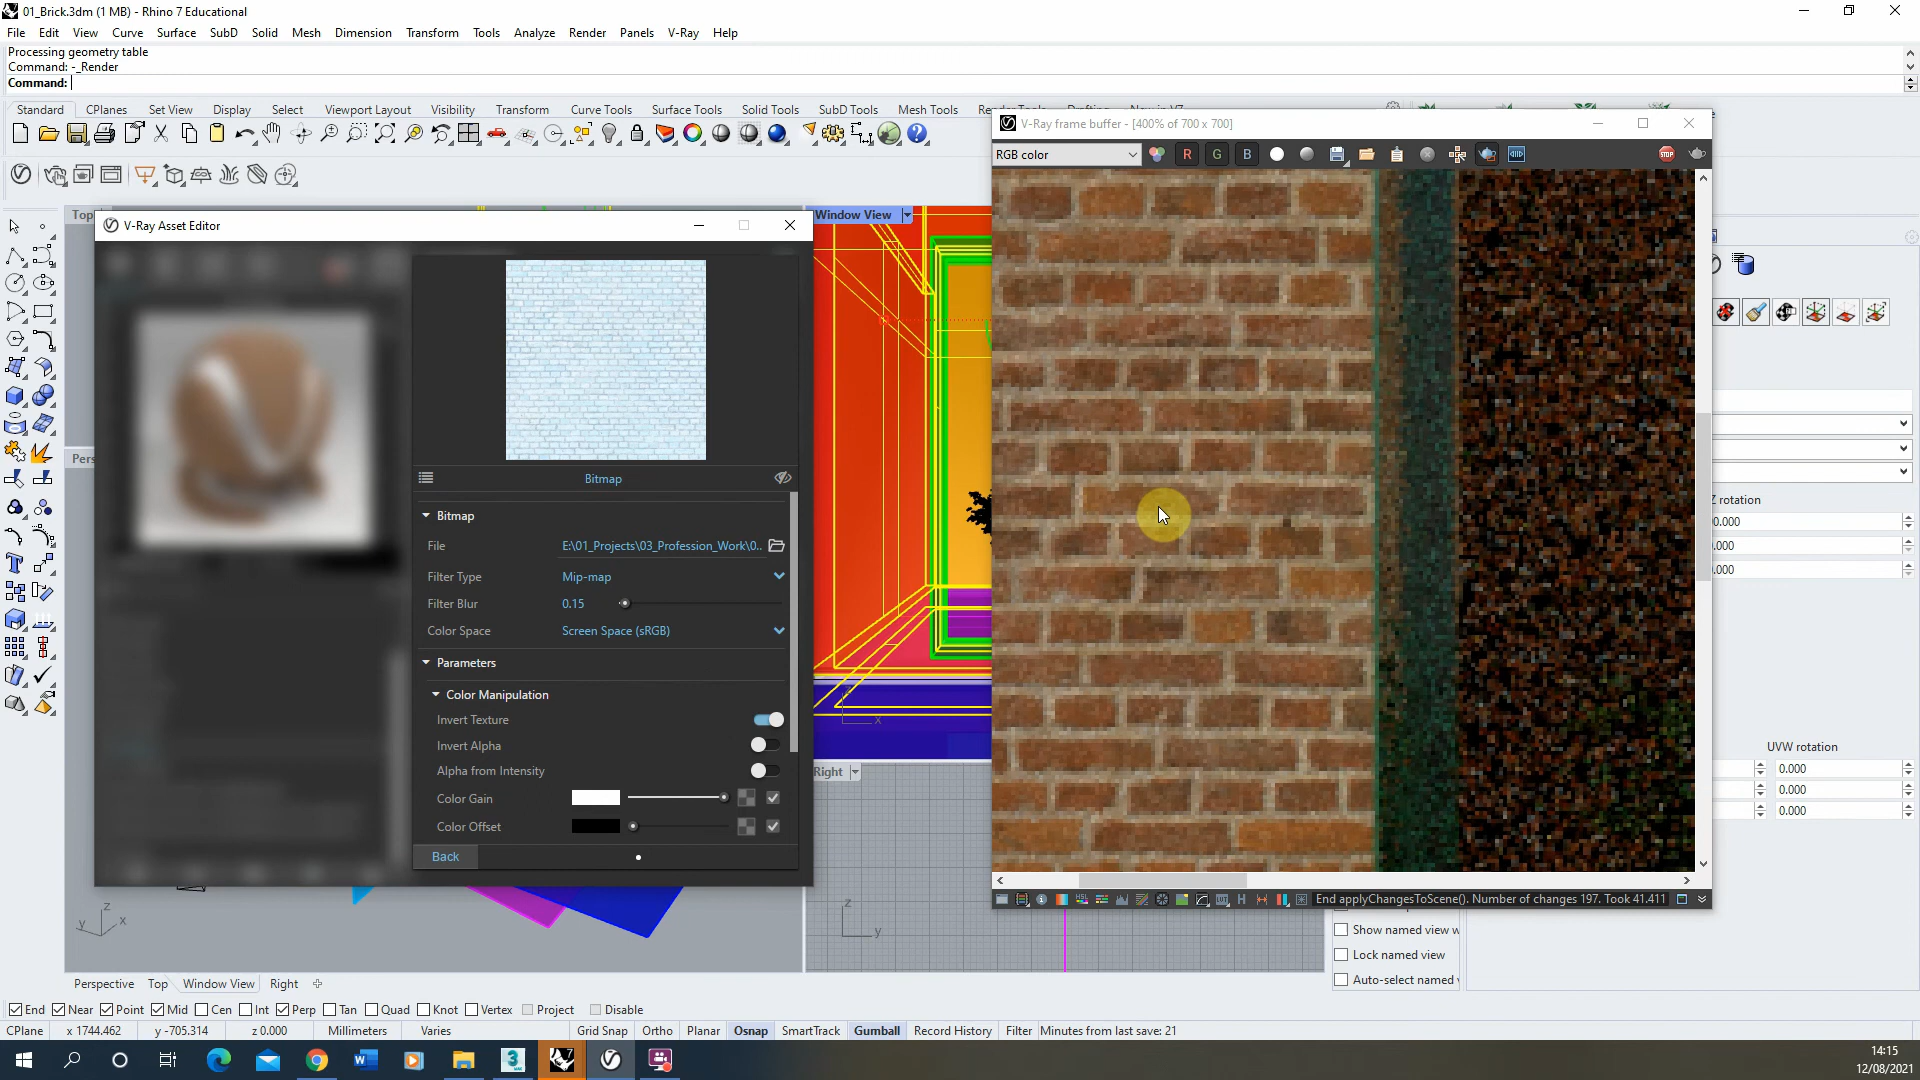 01_Brick.3dm (1 MB) - Rhino 7 Educational
File Edit View Curve Surface SubD Solid Mesh Dimension Transform Tools Analyze Render Panels V-Ray Help
Processing geometry table
Command: -_Render
Command:
Standard CPlanes Set View Display Select Viewport Layout Visibility Transform Curve Tools Surface Tools Solid Tools SubD Tools Mesh Tools
V-Ray frame buffer - [400% of 700 x 700]
RGB color
R G B
STOP
Top
V-Ray Asset Editor
Window View
Pers
Bitmap
Bitmap
File E:\01_Projects\03_Profession_Work\0..
Filter Type Mip-map
Filter Blur 0.15
Color Space Screen Space (sRGB)
Parameters
Color Manipulation
Invert Texture
Invert Alpha
Alpha from Intensity
Color Gain
Color Offset
Back
Right
Z rotation
0.000
.000
.000
UVW rotation
0.000
0.000
0.000
End applyChangesToScene(). Number of changes 197. Took 41.411
Show named view w
Lock named view
Auto-select named
z
y
x
x
z
y
Perspective Top Window View Right
End Near Point Mid Cen Int Perp Tan Quad Knot Vertex Project Disable
CPlane x 1744.462 y -705.314 z 0.000 Millimeters Varies Grid Snap Ortho Planar Osnap SmartTrack Gumball Record History Filter Minutes from last save: 21
14:15
12/08/2021